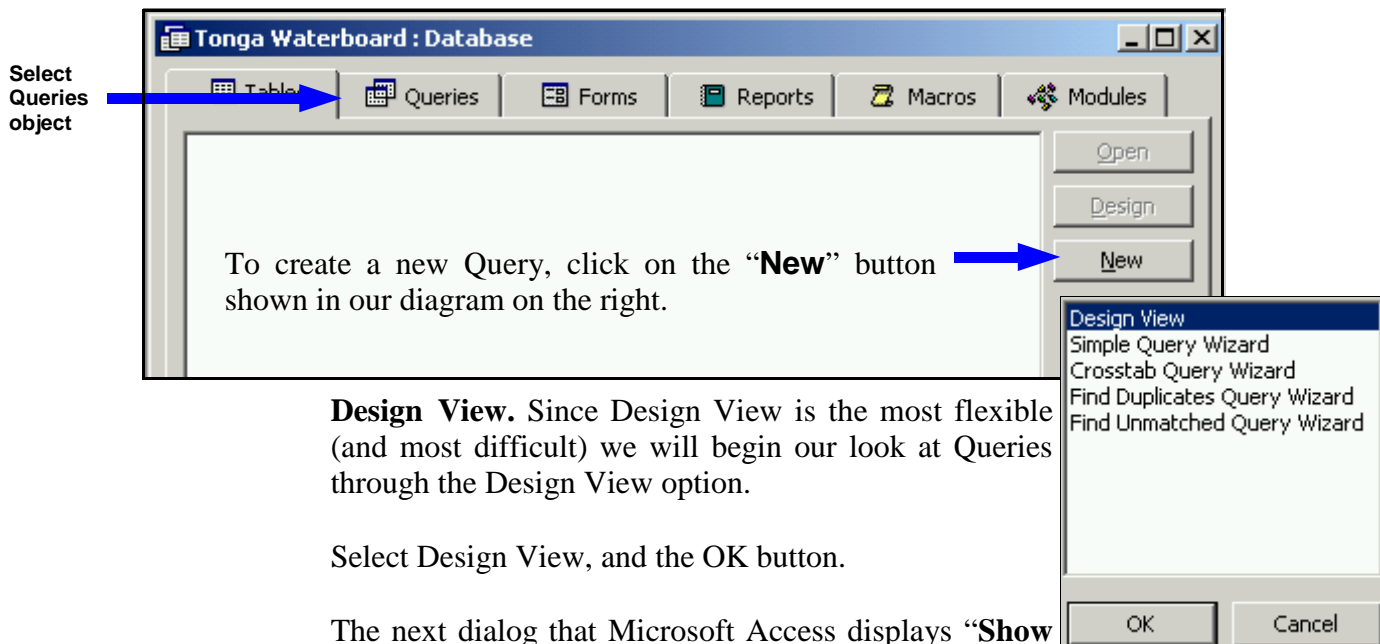 Tonga Waterboard : Database
Select
Queries
object
Tables Queries Forms Reports Macros Modules
Open
Design
To create a new Query, click on the “New” button
shown in our diagram on the right.
New
Design View
Simple Query Wizard
Crosstab Query Wizard
Find Duplicates Query Wizard
Find Unmatched Query Wizard
Design View. Since Design View is the most flexible
(and most difficult) we will begin our look at Queries
through the Design View option.
Select Design View, and the OK button.
OK Cancel
The next dialog that Microsoft Access displays “Show